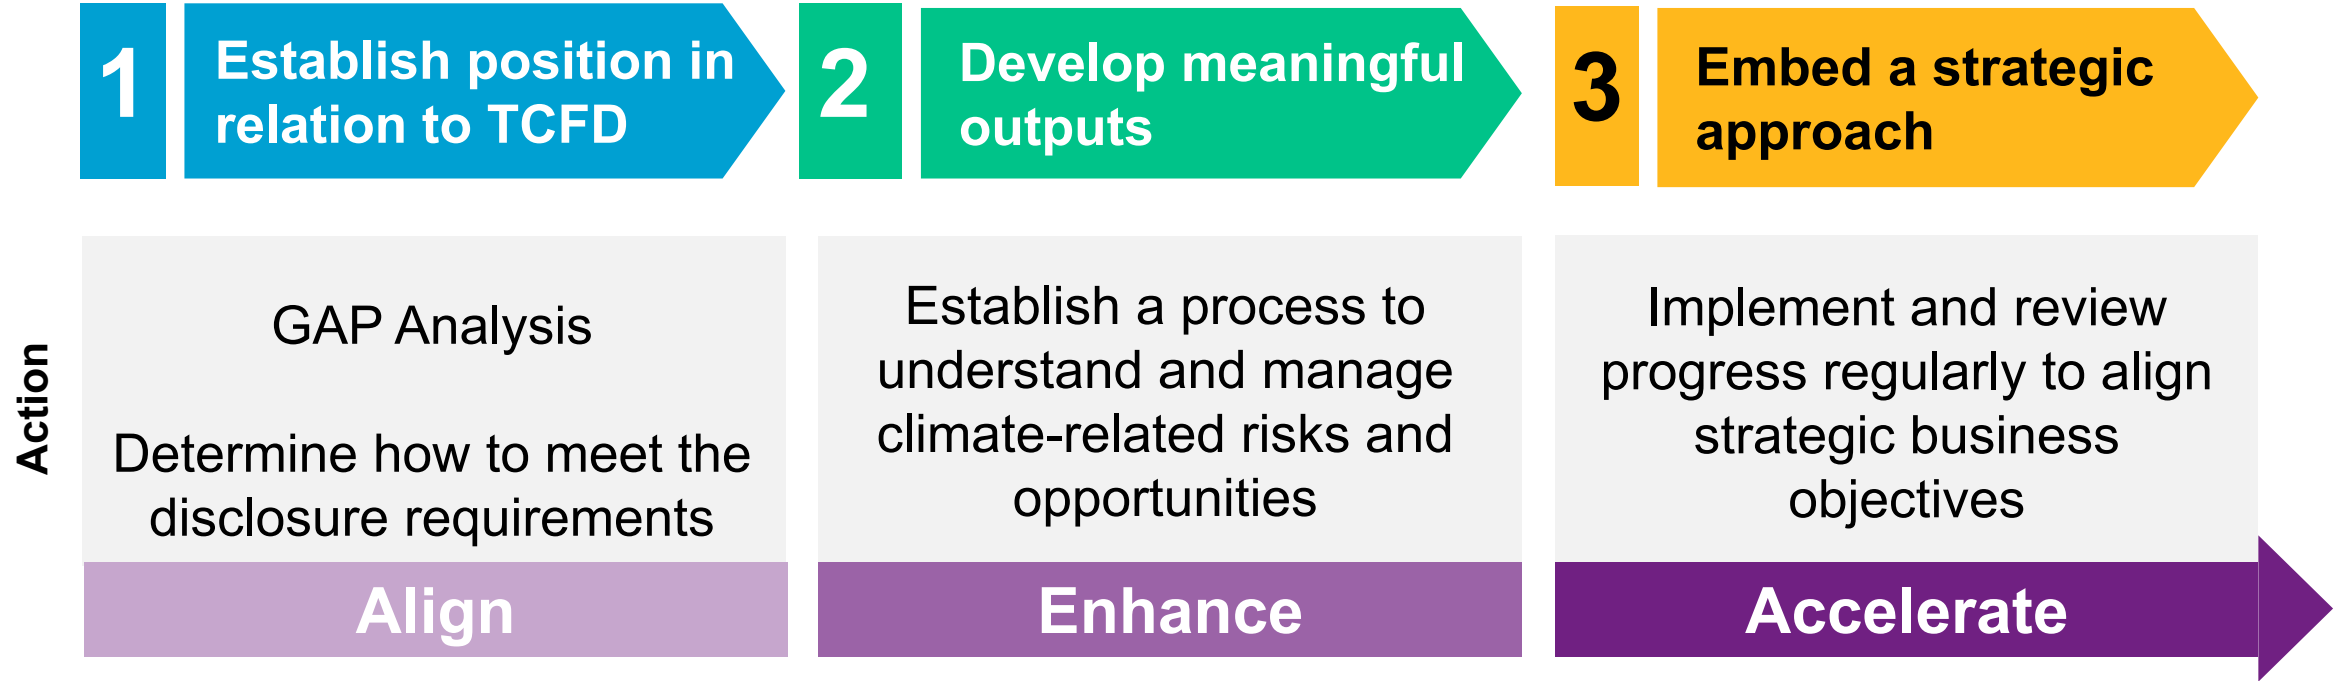 1
Establish position in
relation to TCFD
2
Develop meaningful
outputs
3
Embed a strategic
approach
Action
GAP Analysis
Determine how to meet the
disclosure requirements
Establish a process to
understand and manage
climate-related risks and
opportunities
Implement and review
progress regularly to align
strategic business
objectives
Align
Enhance
Accelerate